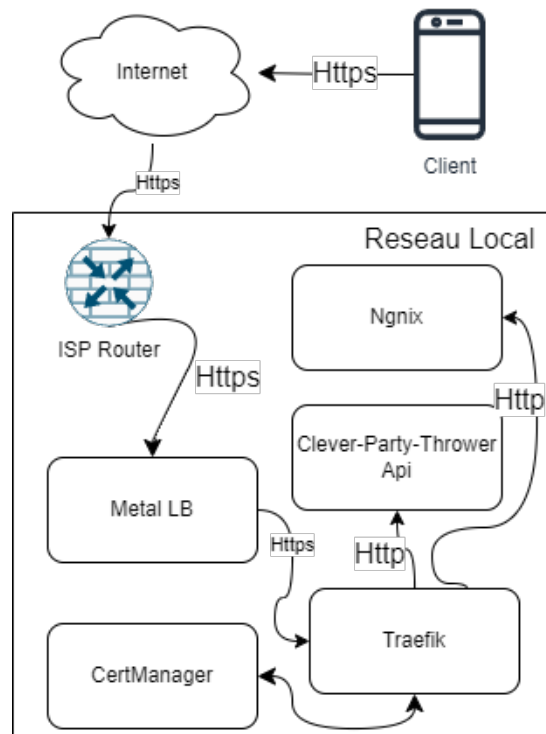 Internet
Https
Client
Https
Reseau Local
ISP Router
Ngnix
Https
Http
Clever-Party-Thrower
Api
Metal LB
Https
Http
CertManager
Traefik